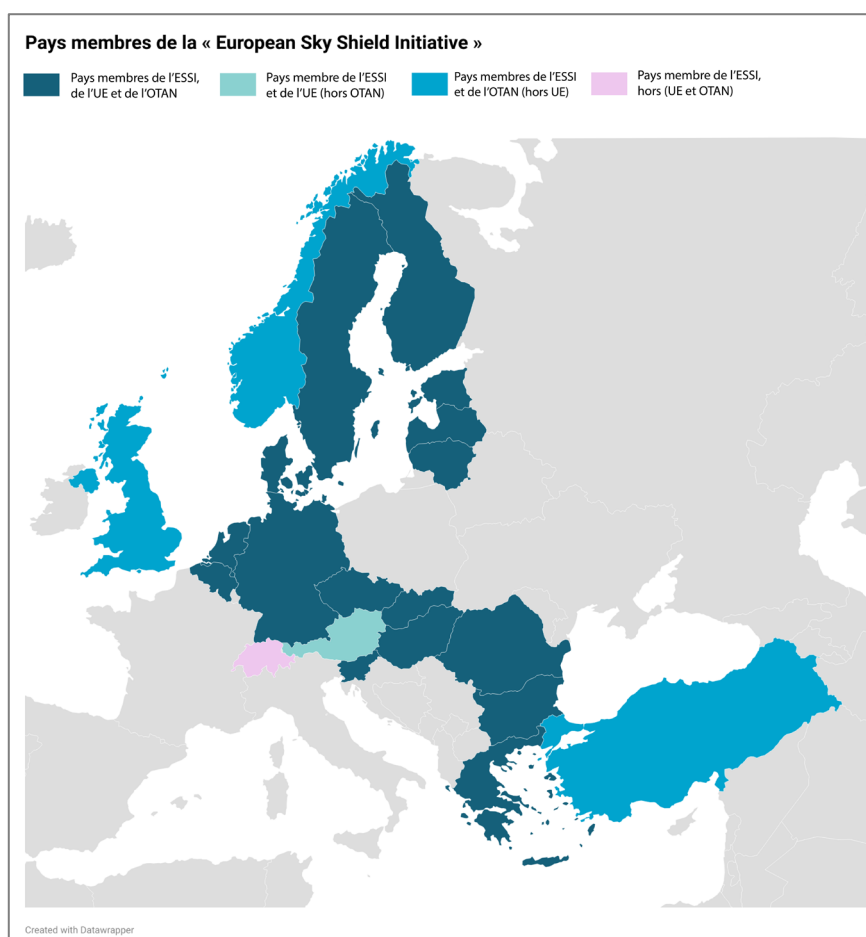 Pays membres de la « European Sky Shield Initiative »
Pays membres de l’ESSI,
de l’UE et de l’OTAN
Pays membre de l’ESSI
et de l’UE (hors OTAN)
Pays membres de l’ESSI
et de l’OTAN (hors UE)
Pays membre de l’ESSI,
hors (UE et OTAN)
Created with Datawrapper